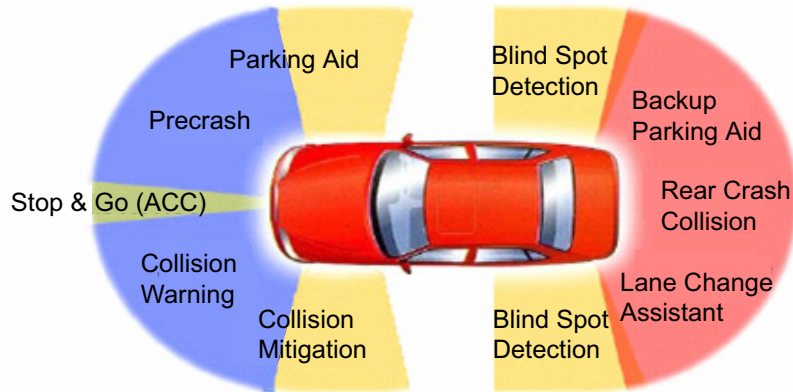 Parking Aid
Precrash
Stop & Go (ACC)
Collision
Warning
Collision
Mitigation
Blind Spot
Detection
Backup
Parking Aid
Rear Crash
Collision
Lane Change
Assistant
Blind Spot
Detection